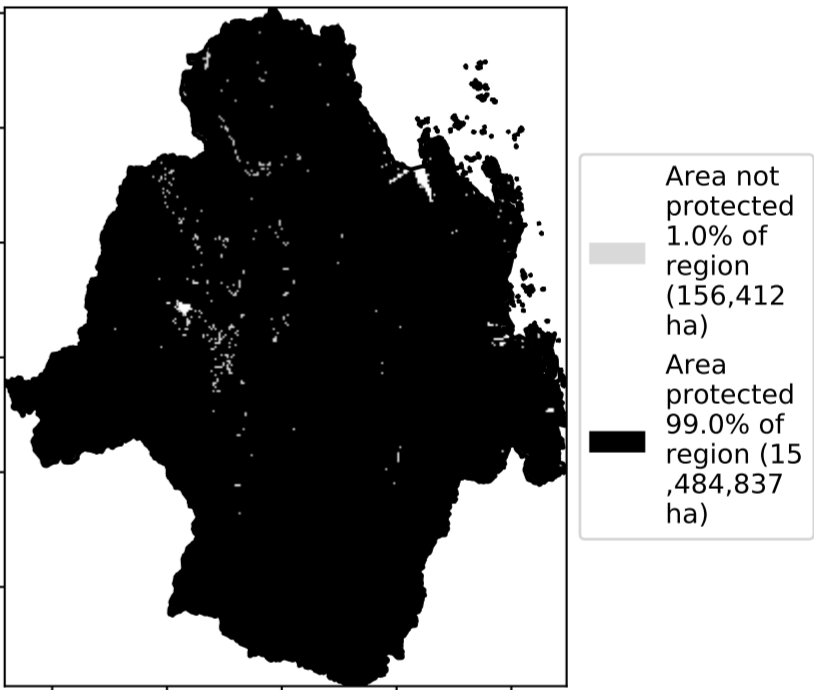 Area not
protected
1.0% of
region
(156,412
ha)
Area
protected
99.0% of
region (15
,484,837
ha)